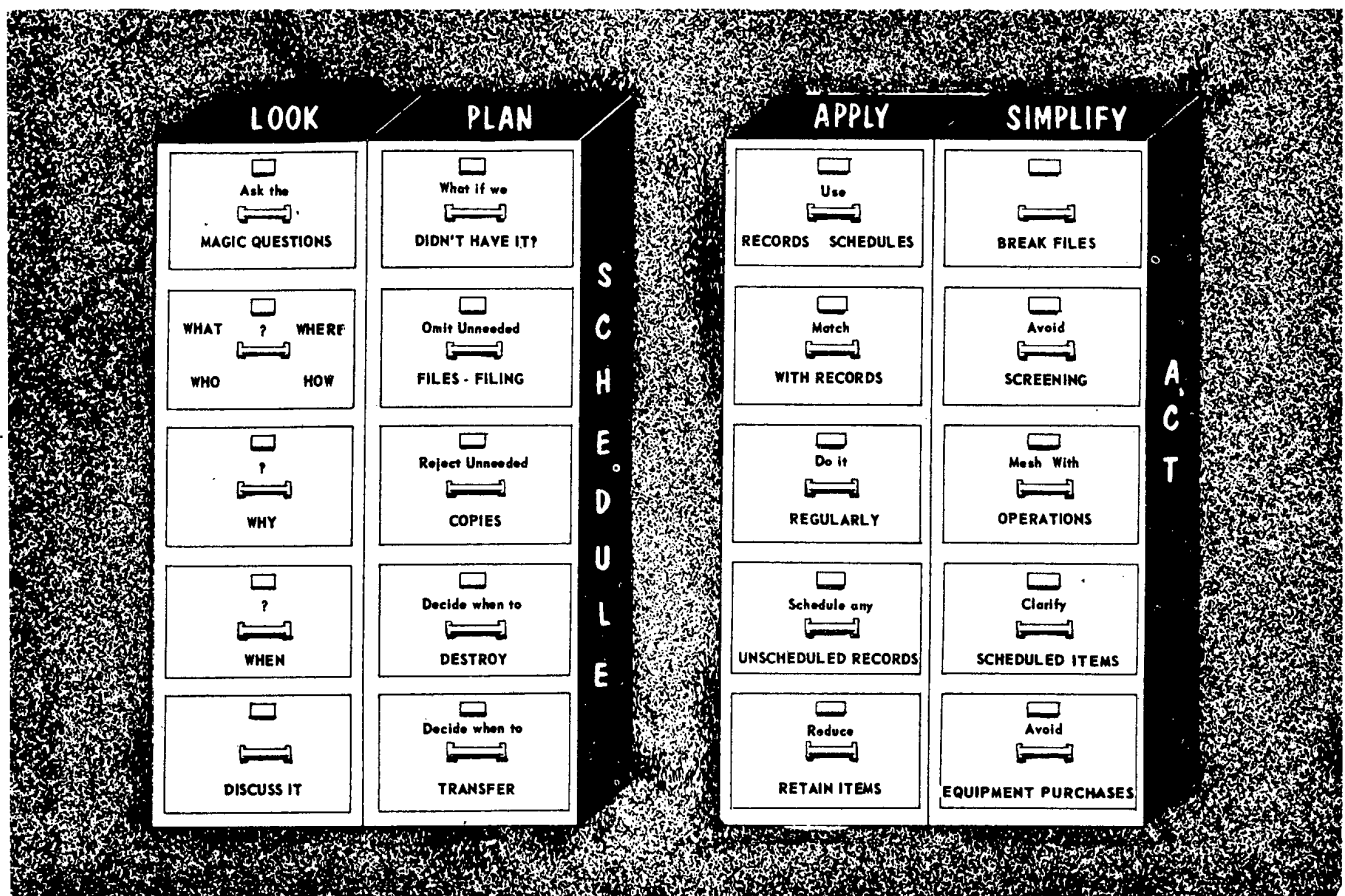 LOOK
PLAN
Ask the
MAGIC QUESTIONS
What if we
DIDN'T HAVE IT?
WHAT ? WHERE
WHO HOW
Omit Unneeded
FILES - FILING
?
WHY
Reject Unneeded
COPIES
?
WHEN
Decide when to
DESTROY
DISCUSS IT
Decide when to
TRANSFER
SCHEDULE
APPLY
SIMPLIFY
Use
RECORDS SCHEDULES
BREAK FILES
Match
WITH RECORDS
Avoid
SCREENING
Do it
REGULARLY
Mesh With
OPERATIONS
Schedule any
UNSCHEDULED RECORDS
Clarify
SCHEDULED ITEMS
Reduce
RETAIN ITEMS
Avoid
EQUIPMENT PURCHASES
ACT